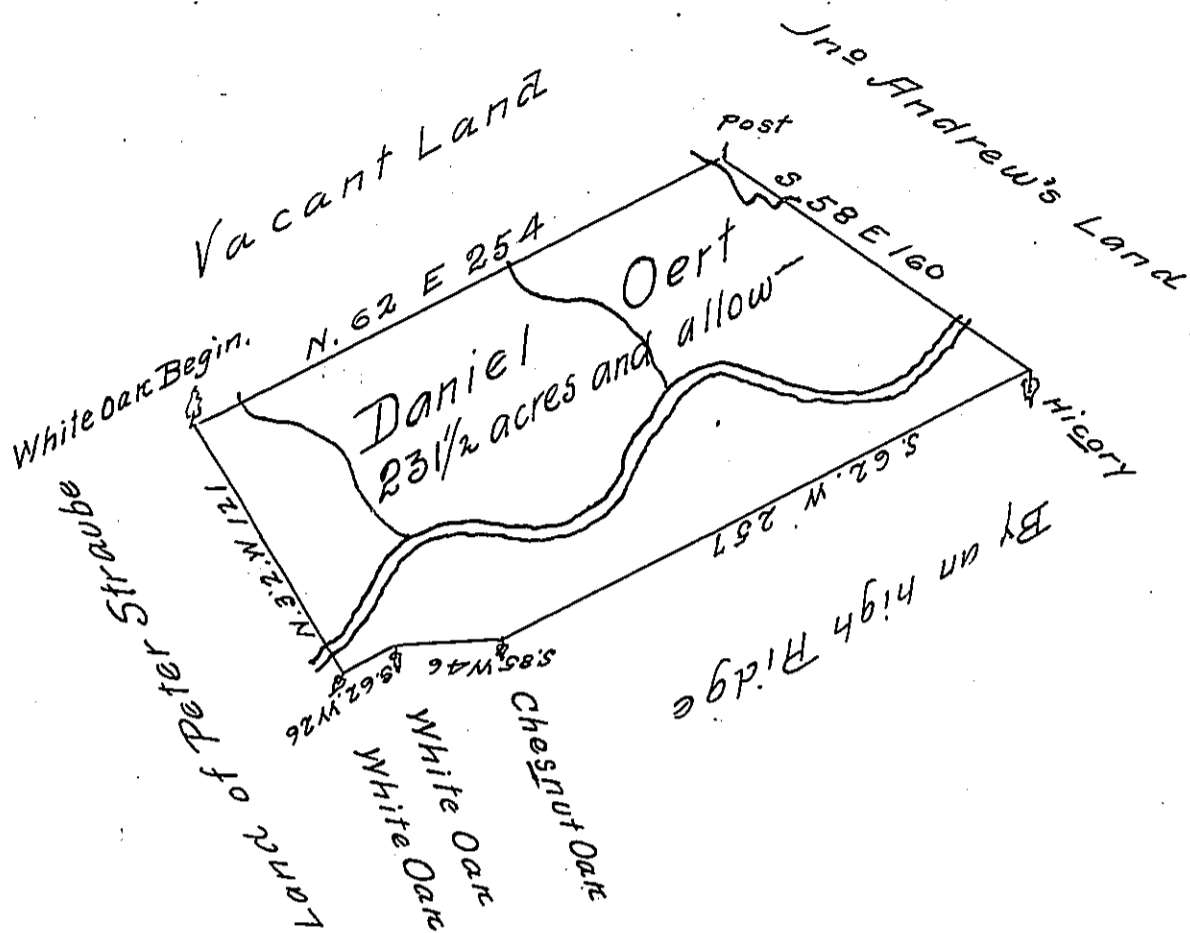 Jno Andrew's Land
Vacant Land
Post
S 58 E 160
N. 62 E 254
Oert
Daniel
231½ acres and allow
White Oak Begin.
Hicory
S. 62. W 257
By an high Ridge
N. 32. W 121
Land of Peter Straube
S. 85. W 46
S. 62. W 26
Chesnut Oak
White Oak
White Oak